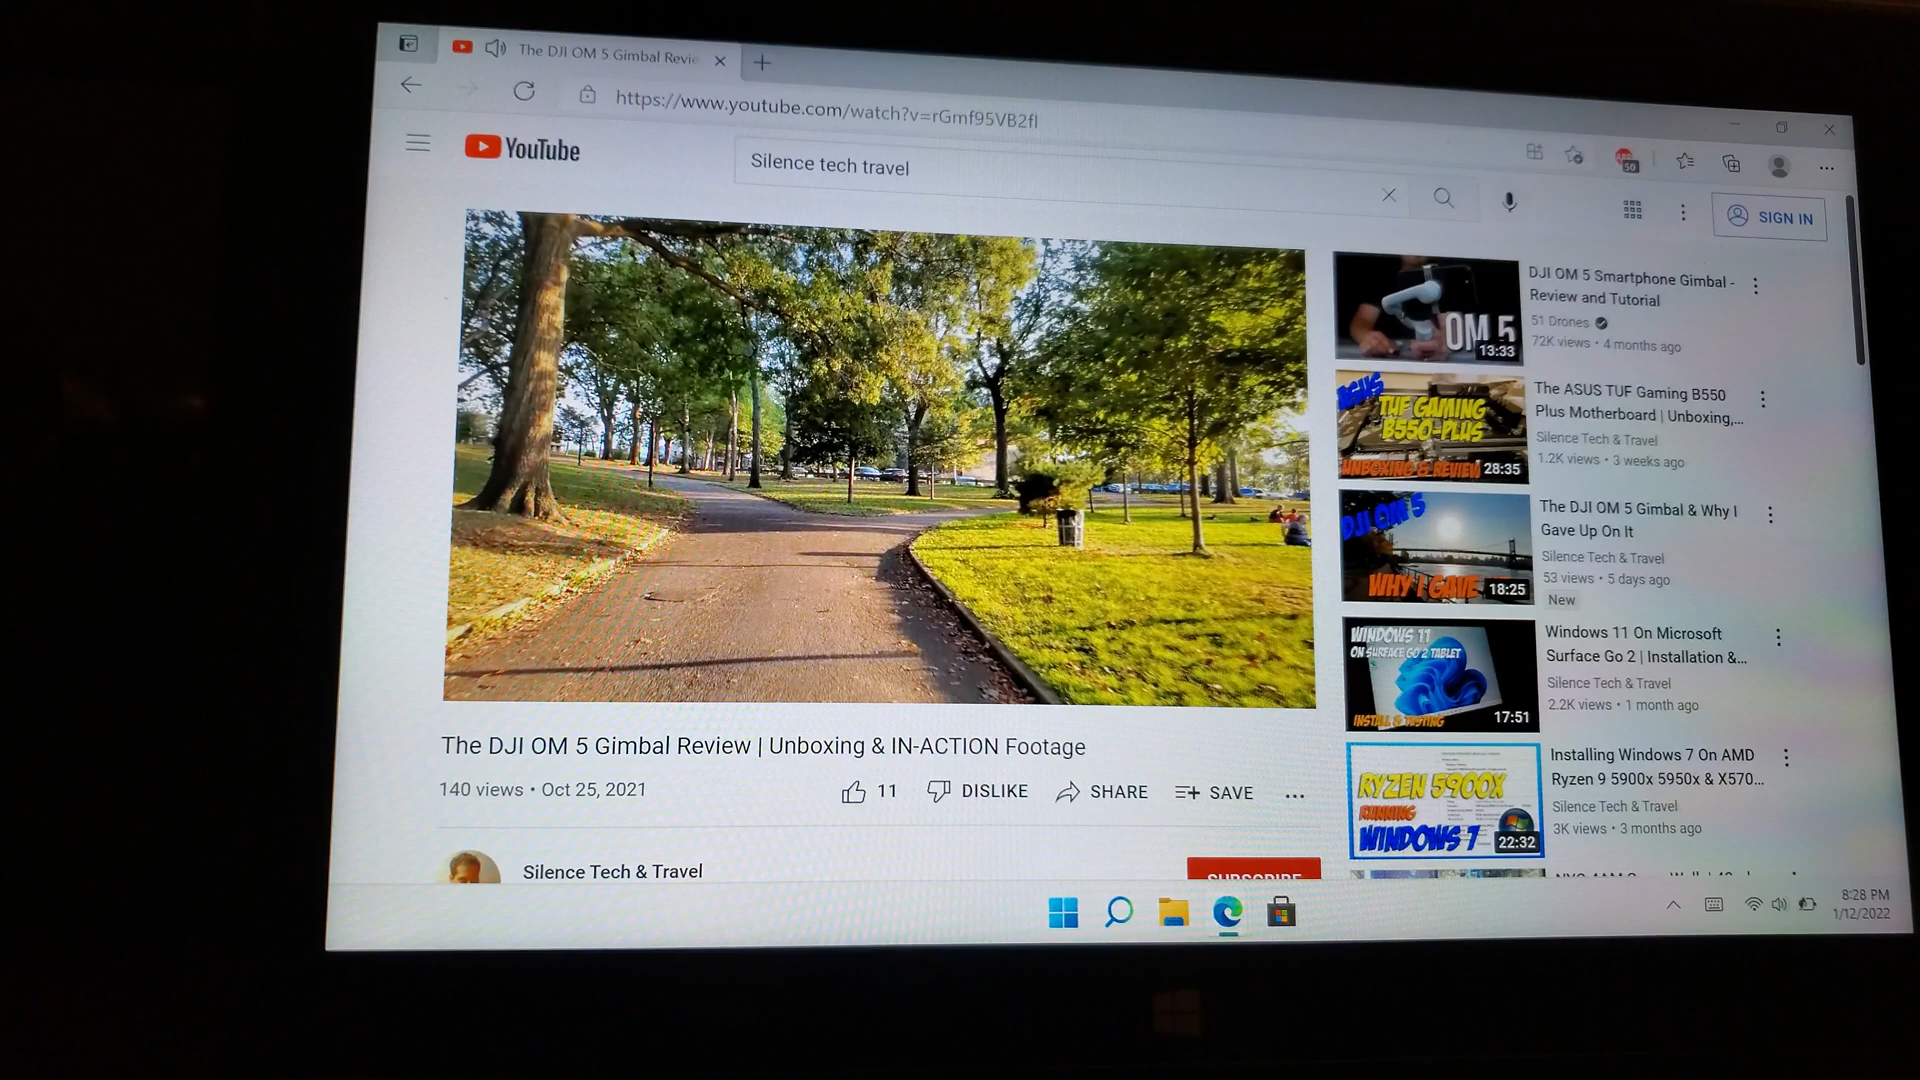 The DJI OM 5 Gimbal Revie
https://www.youtube.com/watch?v=rGmf95VB2fI
50
YouTube
Silence tech travel
SIGN IN
OM 5
13:33
DJI OM 5 Smartphone Gimbal -
Review and Tutorial
51 Drones
72K views • 4 months ago
ASUS
TUF GAMING
B550-PLUS
UNBOXING & REVIEW
28:35
The ASUS TUF Gaming B550
Plus Motherboard | Unboxing,...
Silence Tech & Travel
1.2K views • 3 weeks ago
DJI OM 5
WHY I GAVE
18:25
The DJI OM 5 Gimbal & Why I
Gave Up On It
Silence Tech & Travel
53 views • 5 days ago
New
WINDOWS 11
ON SURFACE GO 2 TABLET
INSTALL & TESTING
17:51
Windows 11 On Microsoft
Surface Go 2 | Installation &...
Silence Tech & Travel
2.2K views • 1 month ago
RYZEN 5900X
RUNNING
WINDOWS 7
22:32
Installing Windows 7 On AMD
Ryzen 9 5900x 5950x & X570...
Silence Tech & Travel
3K views • 3 months ago
The DJI OM 5 Gimbal Review | Unboxing & IN-ACTION Footage
140 views • Oct 25, 2021
11
DISLIKE
SHARE
SAVE
Silence Tech & Travel
SUBSCRIBE
8:28 PM
1/12/2022